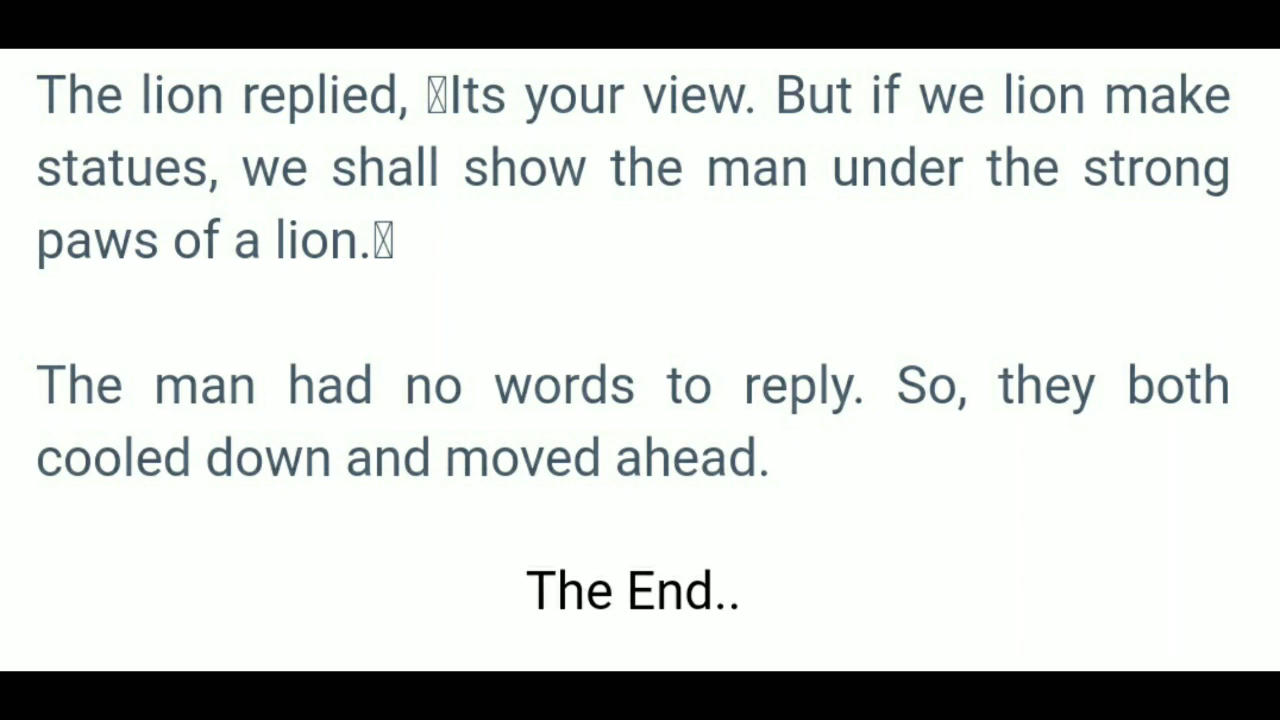 The lion replied, Its your view. But if we lion make
statues, we shall show the man under the strong
paws of a lion.
The man had no words to reply. So, they both
cooled down and moved ahead.
The End..